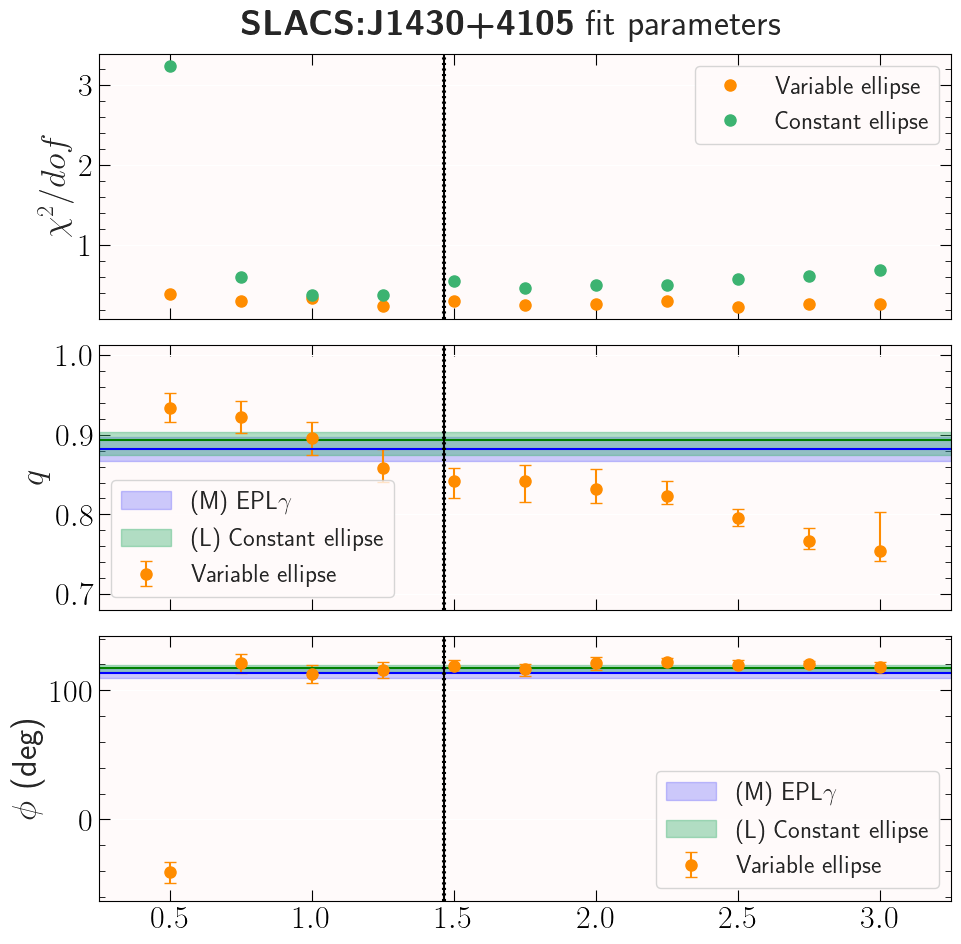 SLACS:J1430+4105 fit parameters
3
2
1
χ²/dof
Variable ellipse
Constant ellipse
1.0
0.9
0.8
0.7
q
(M) EPLγ
(L) Constant ellipse
Variable ellipse
100
0
ϕ (deg)
(M) EPLγ
(L) Constant ellipse
Variable ellipse
0.5 1.0 1.5 2.0 2.5 3.0